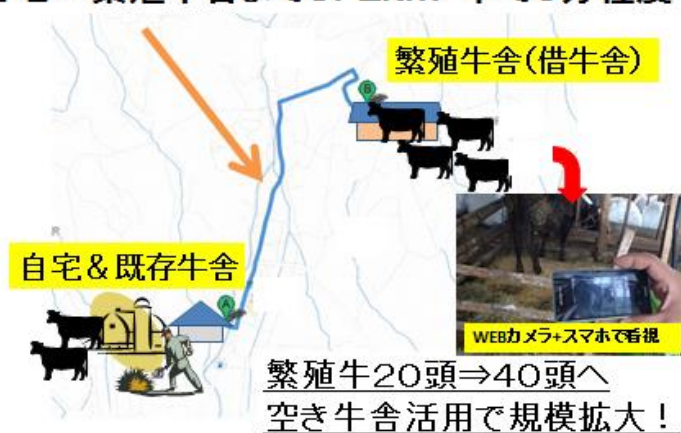 繁殖牛舎(借牛舎)
A
B
R
自宅&既存牛舎
WEBカメラ+スマホで看視
繁殖牛20頭⇒40頭へ
空き牛舎活用で規模拡大!